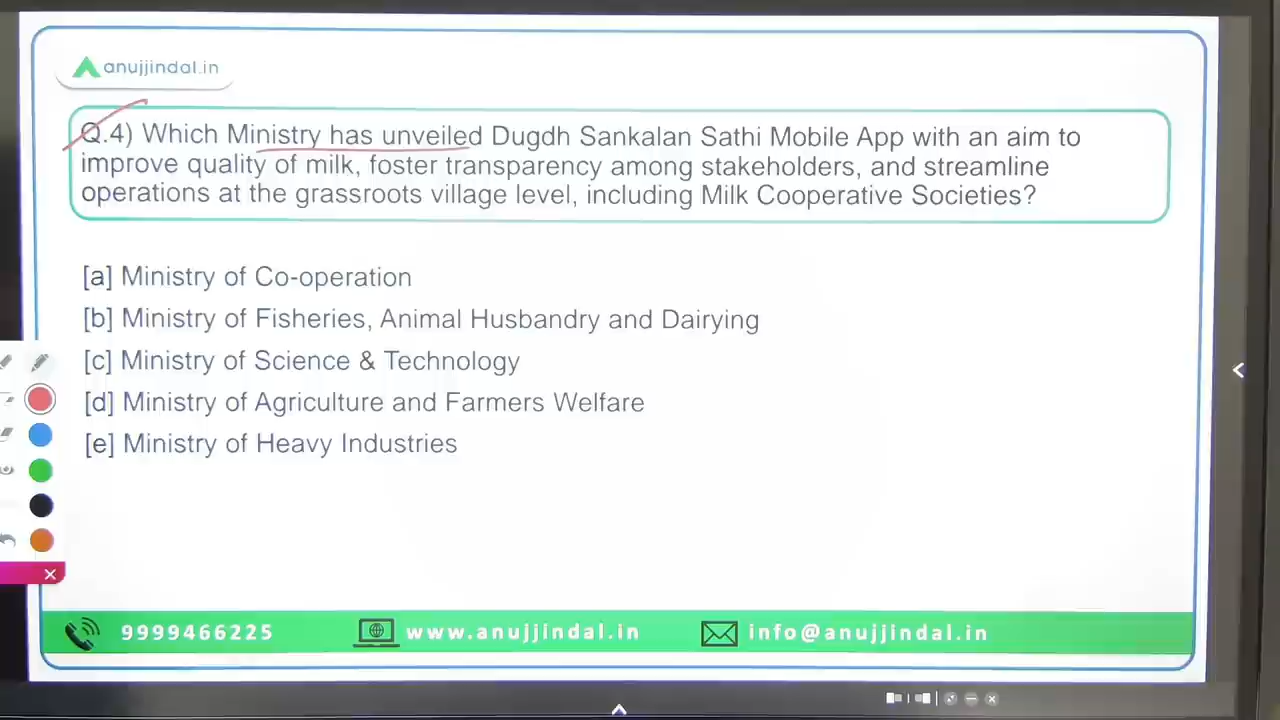 anujjindal.in
Q.4) Which Ministry has unveiled Dugdh Sankalan Sathi Mobile App with an aim to
improve quality of milk, foster transparency among stakeholders, and streamline
operations at the grassroots village level, including Milk Cooperative Societies?
[a] Ministry of Co-operation
[b] Ministry of Fisheries, Animal Husbandry and Dairying
[c] Ministry of Science & Technology
[d] Ministry of Agriculture and Farmers Welfare
[e] Ministry of Heavy Industries
9999466225 www.anujjindal.in info@anujjindal.in